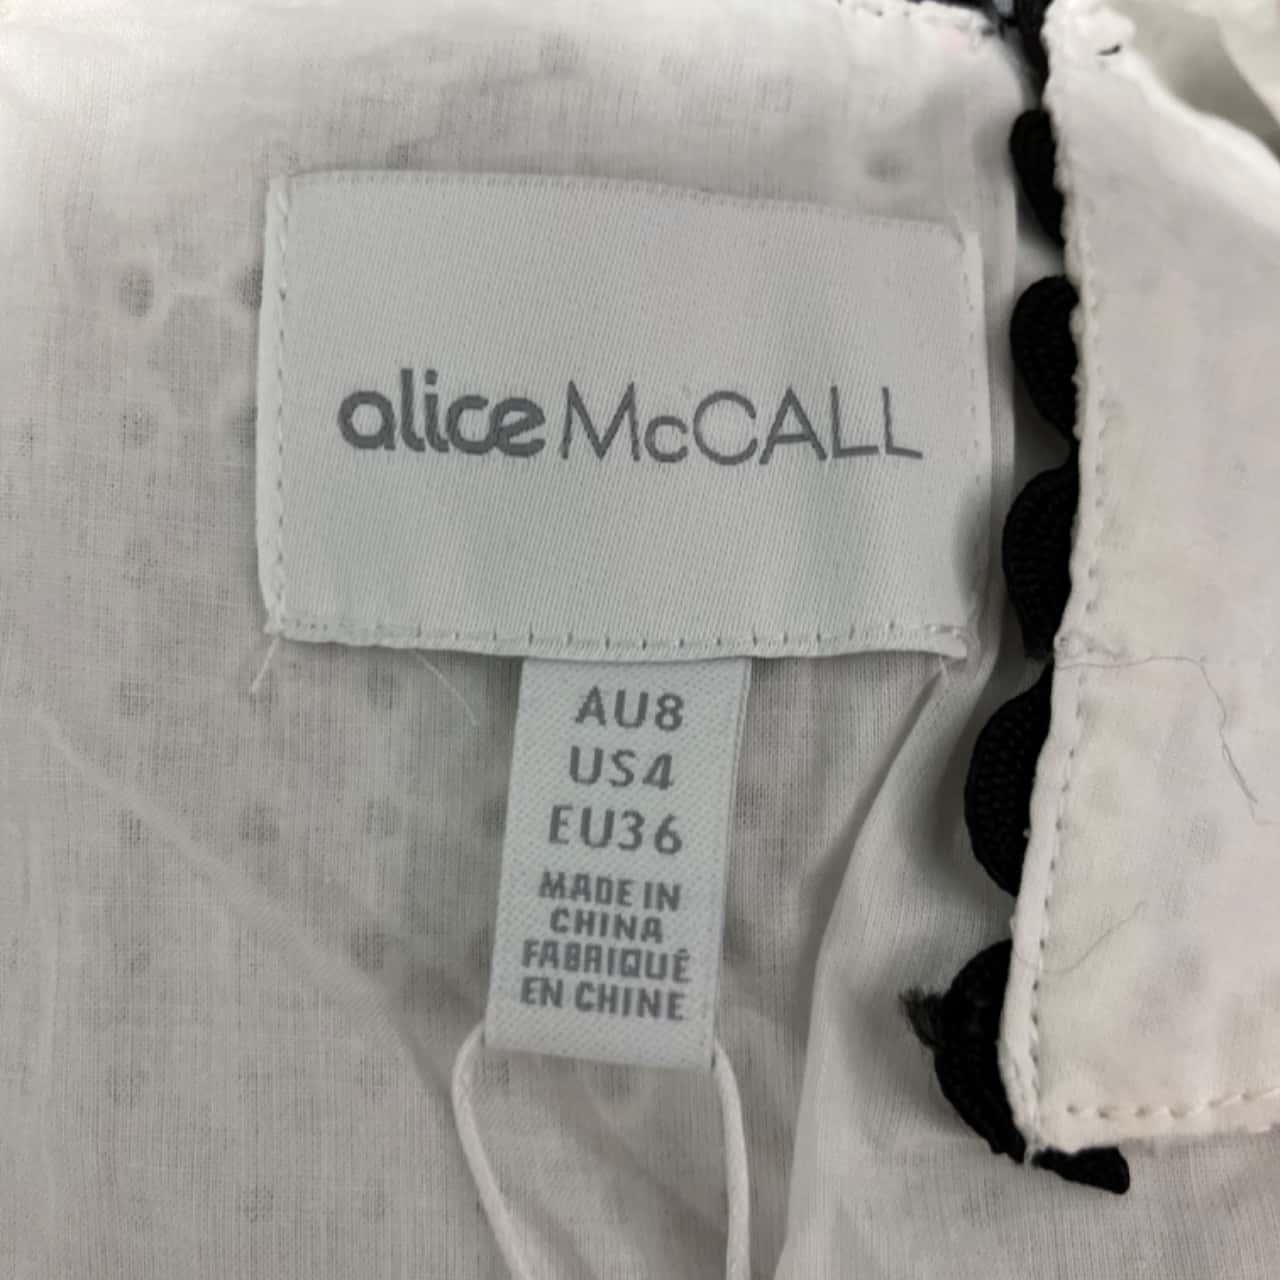 alice McCALL
AU8
US4
EU36
MADE IN
CHINA
FABRIQUÉ
EN CHINE